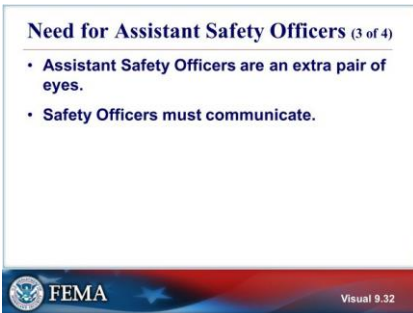 Need for Assistant Safety Officers (3 of 4)
• Assistant Safety Officers are an extra pair of
eyes.
• Safety Officers must communicate.
FEMA
Visual 9.32